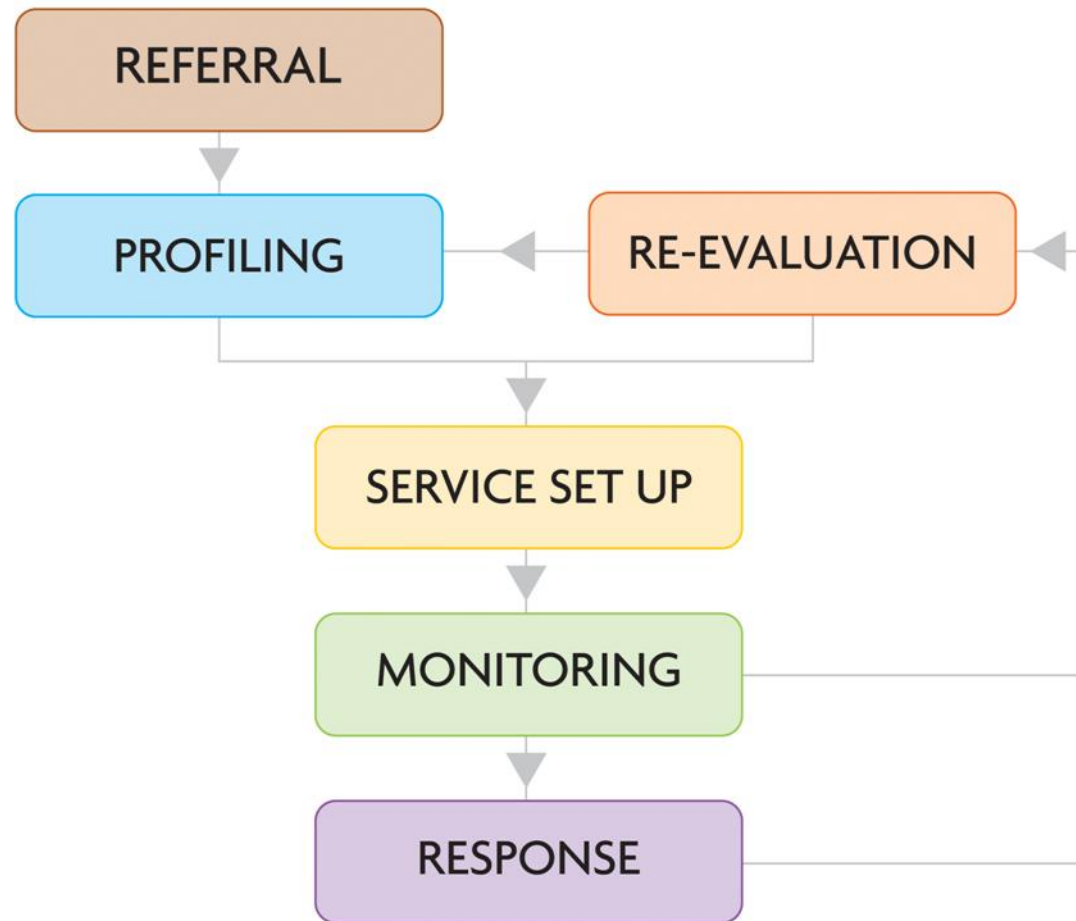 REFERRAL
PROFILING
RE-EVALUATION
SERVICE SET UP
MONITORING
RESPONSE